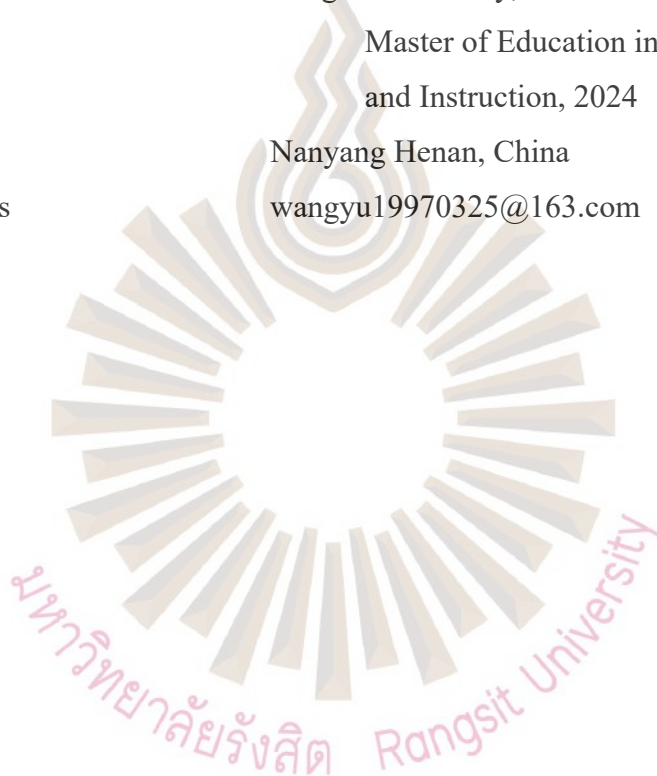 Master of Education in
and Instruction, 2024
Nanyang Henan, China
s
wangyu19970325@163.com
มหาวิทยาลัยรังสิต Rangsit University